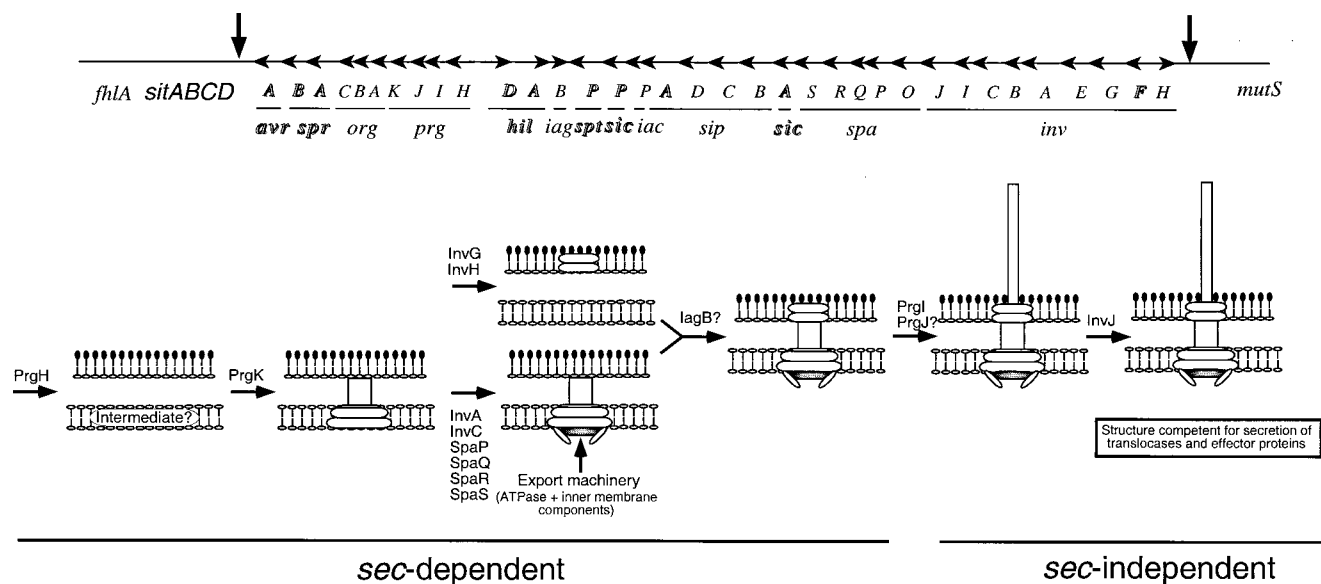 fhlA sitABCD A B A C B A K J I H D A B P P P A D C B A S R Q P O J I C B A E G F H mutS
avr spr org prg hil iag spt sic iac sip sic spa inv
InvG
InvH
IagB?
PrgI
PrgJ?
InvJ
PrgH
PrgK
Intermediate?
InvA
InvC
SpaP
SpaQ
SpaR
SpaS
Export machinery
(ATPase + inner membrane
components)
Structure competent for secretion of
translocases and effector proteins
sec-dependent
sec-independent